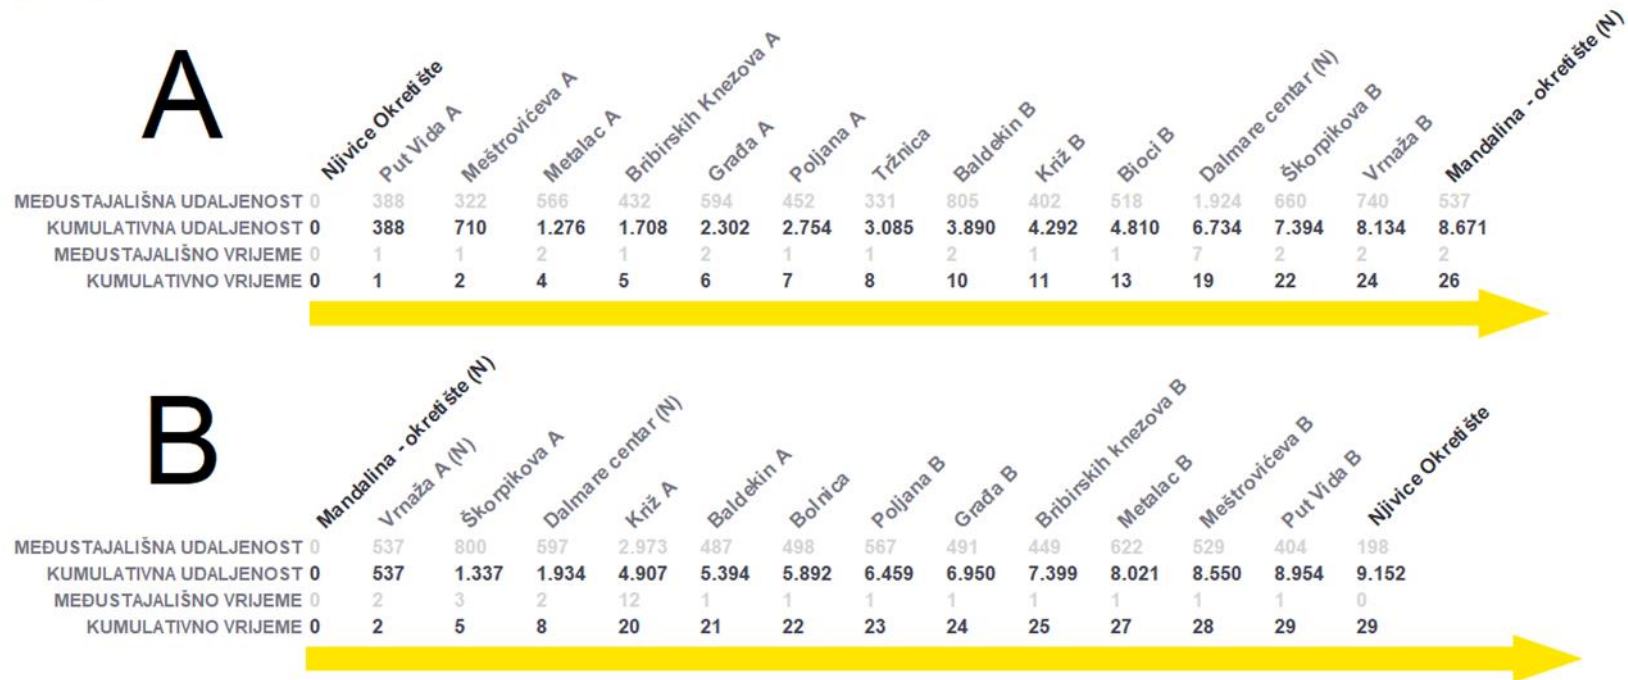 A
Njivice Okretište Put Vida A Meštrovićeva A Metalac A Bribirskih Knezova A Građa A Poljana A Tržnica Baldekin B Križ B Bioci B Dalmare centar (N) Škorpikova B Vrnaža B Mandalina - okretište (N)
MEĐUSTAJALIŠNA UDALJENOST 0 388 322 566 432 594 452 331 805 402 518 1.924 660 740 537
KUMULATIVNA UDALJENOST 0 388 710 1.276 1.708 2.302 2.754 3.085 3.890 4.292 4.810 6.734 7.394 8.134 8.671
MEĐUSTAJALIŠNO VRIJEME 0 1 1 2 1 2 1 1 2 1 1 7 2 2 2
KUMULATIVNO VRIJEME 0 1 2 4 5 6 7 8 10 11 13 19 22 24 26
B
Mandalina - okretište (N) Vrnaža A (N) Škorpikova A Dalmare centar (N) Križ A Baldekin A Bolnica Poljana B Građa B Bribirskih knezova B Metalac B Meštrovićeva B Put Vida B Njivice Okretište
MEĐUSTAJALIŠNA UDALJENOST 0 537 800 597 2.973 487 498 567 491 449 622 529 404 198
KUMULATIVNA UDALJENOST 0 537 1.337 1.934 4.907 5.394 5.892 6.459 6.950 7.399 8.021 8.550 8.954 9.152
MEĐUSTAJALIŠNO VRIJEME 0 2 3 2 12 1 1 1 1 1 1 1 1 0
KUMULATIVNO VRIJEME 0 2 5 8 20 21 22 23 24 25 27 28 29 29